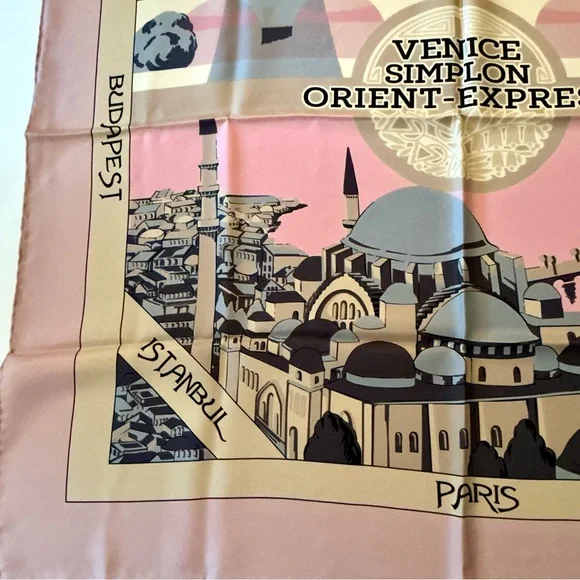 VENICE
SIMPLON
ORIENT-EXPRES
BUDAPEST
ISTANBUL
PARIS